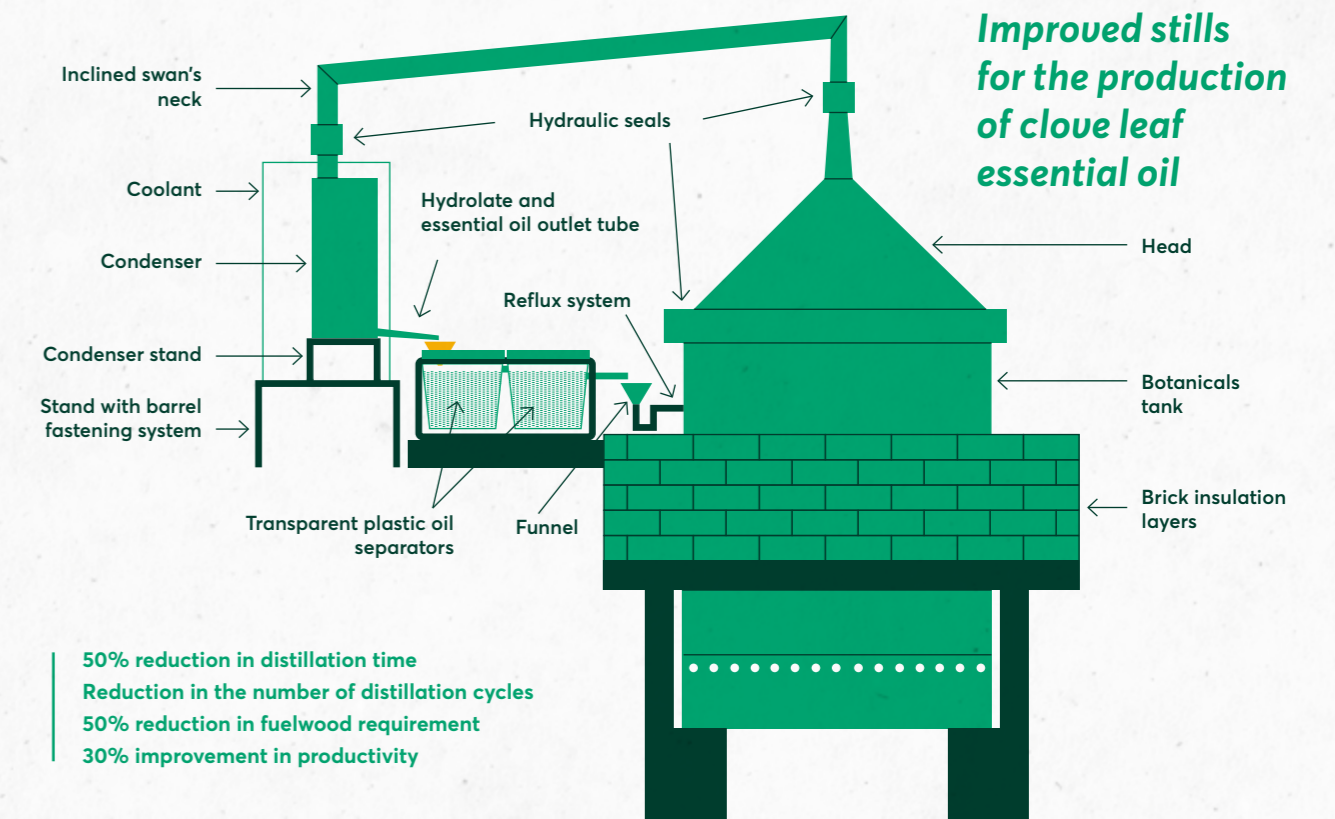 Improved stills
for the production
of clove leaf
essential oil
Inclined swan's
neck
Hydraulic seals
Coolant
Hydrolate and
essential oil outlet tube
Head
Condenser
Reflux system
Condenser stand
Botanicals
tank
Stand with barrel
fastening system
Brick insulation
layers
Transparent plastic oil
separators
Funnel
50% reduction in distillation time
Reduction in the number of distillation cycles
50% reduction in fuelwood requirement
30% improvement in productivity